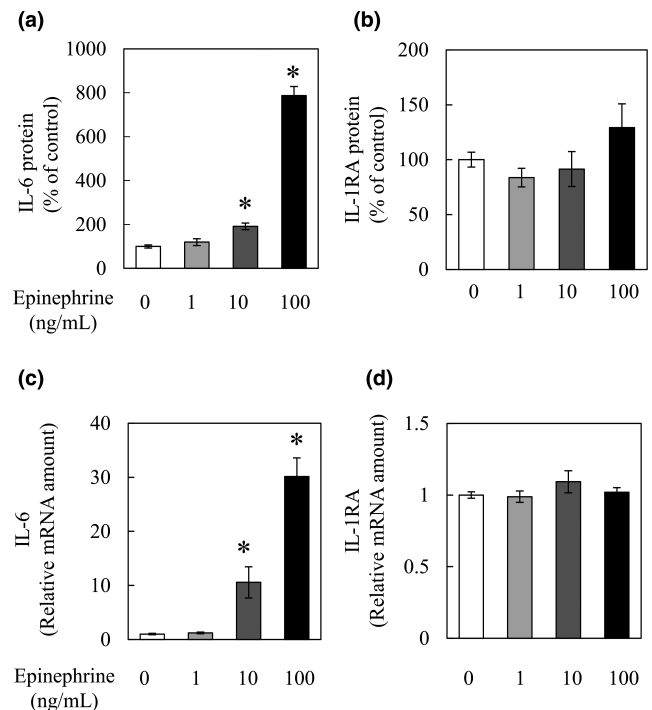 (a)
IL-6 protein
(% of control)
1000
800
600
400
200
0
*
*
Epinephrine
(ng/mL)
0 1 10 100
(b)
IL-1RA protein
(% of control)
200
150
100
50
0
0 1 10 100
(c)
IL-6
(Relative mRNA amount)
40
30
20
10
0
*
*
Epinephrine
(ng/mL)
0 1 10 100
(d)
IL-1RA
(Relative mRNA amount)
1.5
1
0.5
0
0 1 10 100